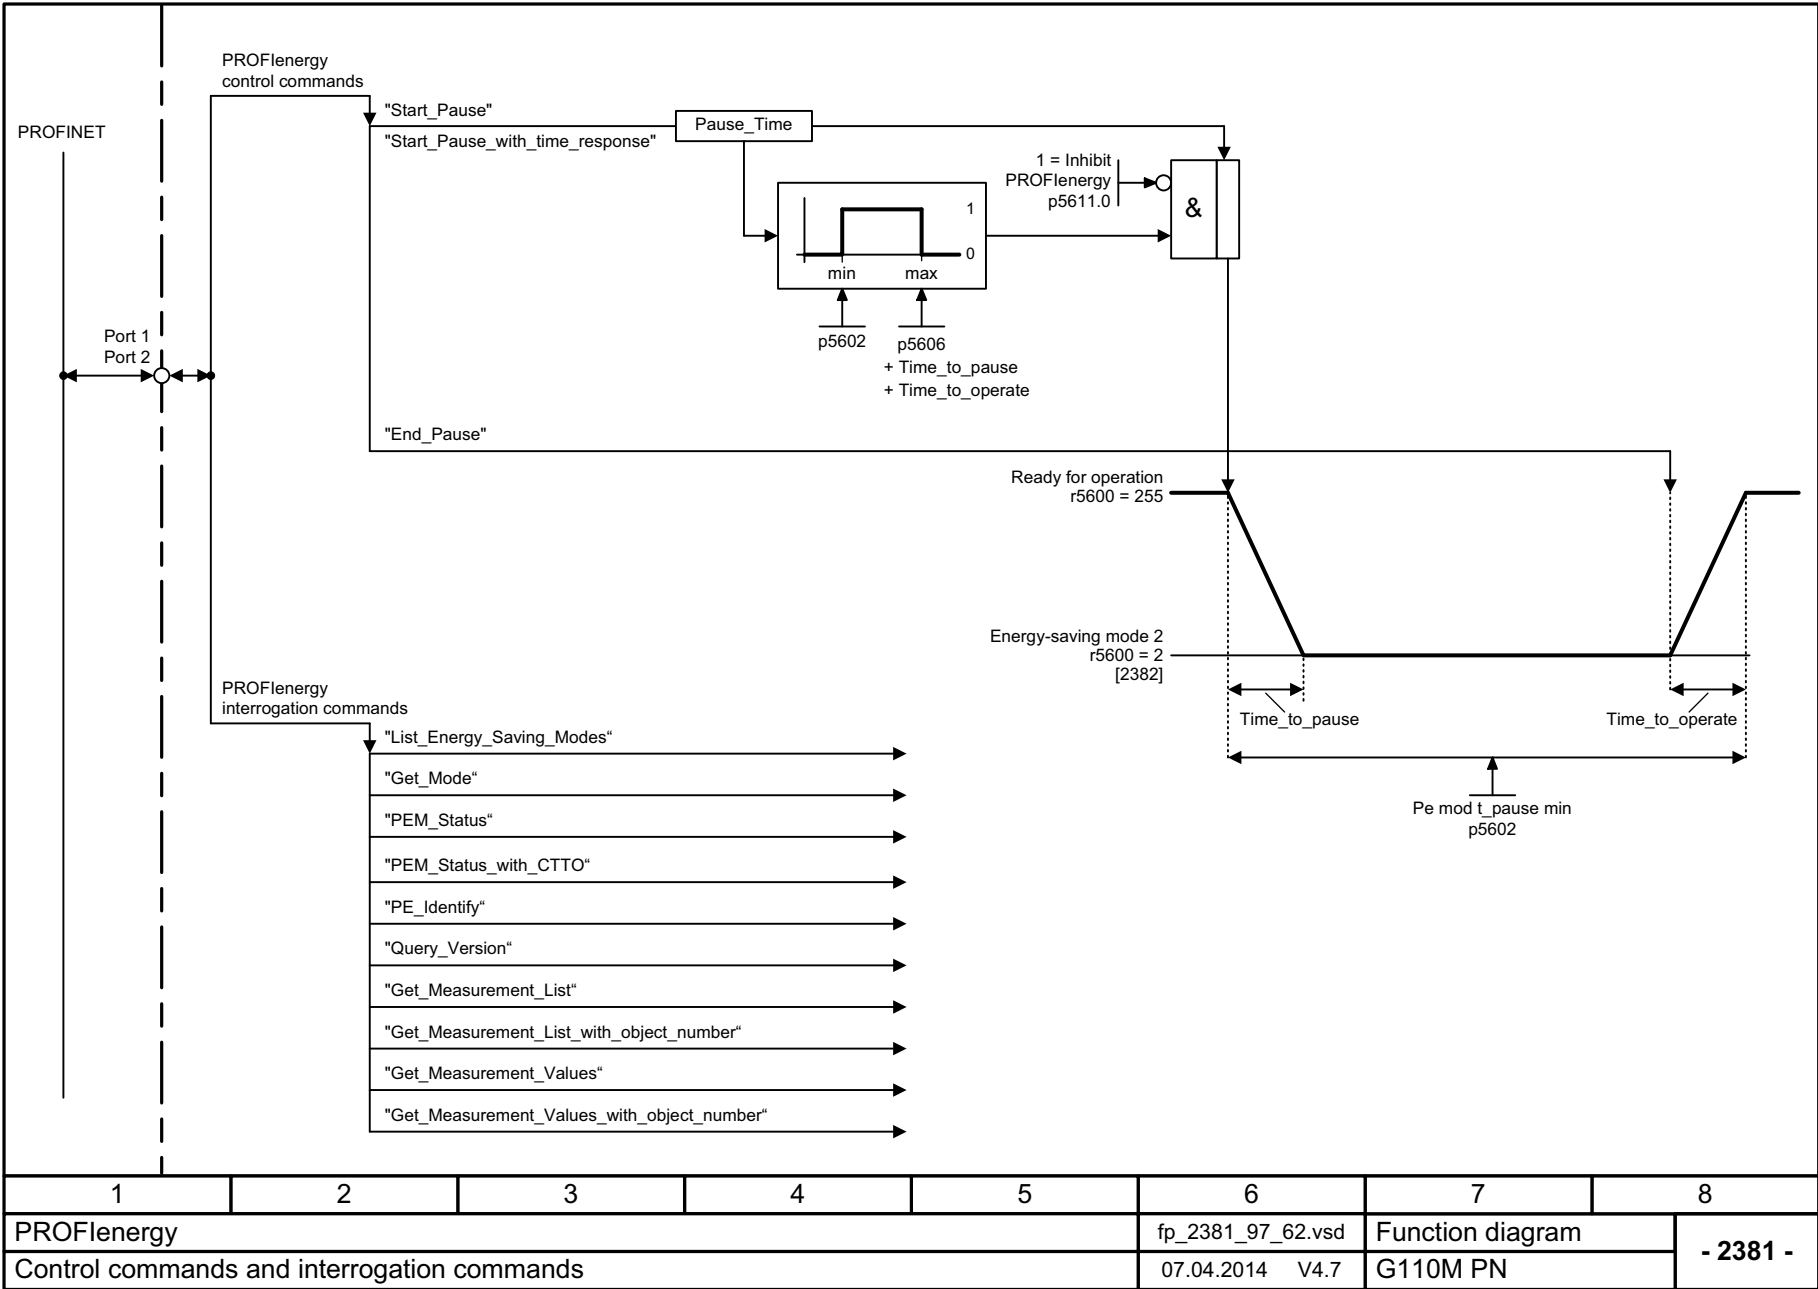 PROFIenergy
control commands
PROFINET
"Start_Pause"
"Start_Pause_with_time_response"
Pause_Time
1 = Inhibit
PROFIenergy
p5611.0
&
1
0
min max
p5602 p5606
+ Time_to_pause
+ Time_to_operate
Port 1
Port 2
"End_Pause"
Ready for operation
r5600 = 255
Energy-saving mode 2
r5600 = 2
[2382]
Time_to_pause
Time_to_operate
Pe mod t_pause min
p5602
PROFIenergy
interrogation commands
"List_Energy_Saving_Modes“
"Get_Mode“
"PEM_Status“
"PEM_Status_with_CTTO“
"PE_Identify“
"Query_Version“
"Get_Measurement_List“
"Get_Measurement_List_with_object_number“
"Get_Measurement_Values“
"Get_Measurement_Values_with_object_number“
1 2 3 4 5 6 7 8
PROFIenergy fp_2381_97_62.vsd Function diagram
- 2381 -
Control commands and interrogation commands 07.04.2014 V4.7 G110M PN